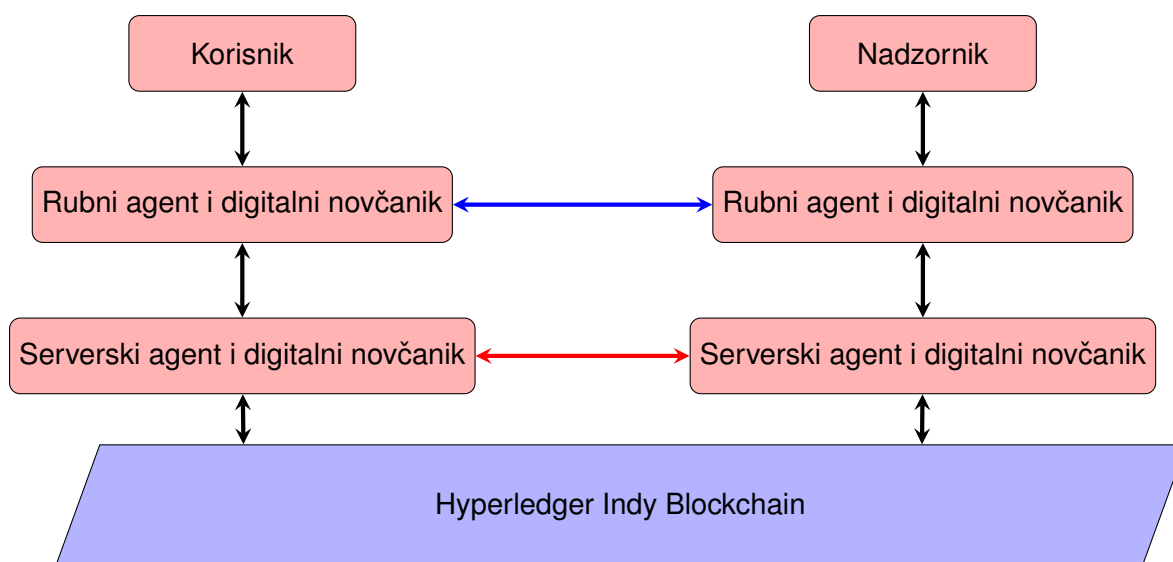 Korisnik
Nadzornik
Rubni agent i digitalni novčanik
Rubni agent i digitalni novčanik
Serverski agent i digitalni novčanik
Serverski agent i digitalni novčanik
Hyperledger Indy Blockchain